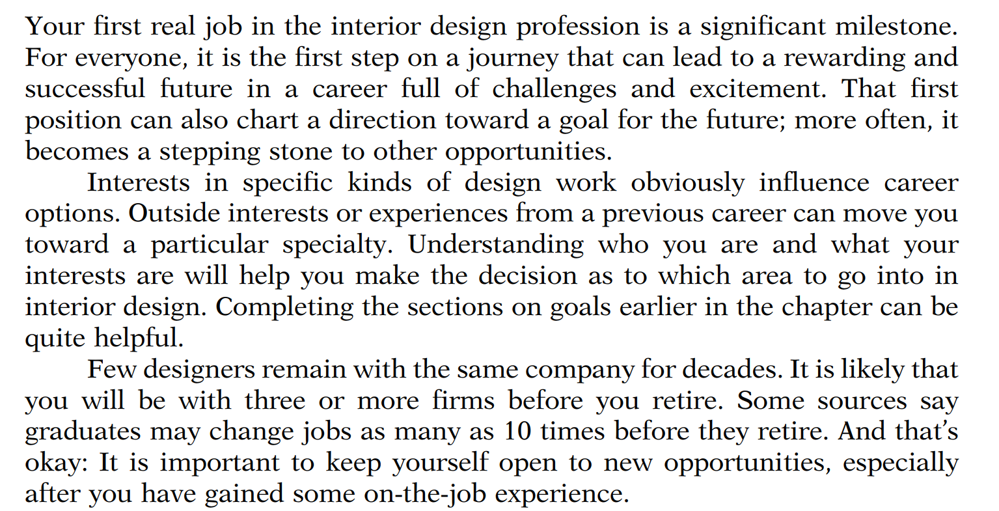 Your first real job in the interior design profession is a significant milestone.
For everyone, it is the first step on a journey that can lead to a rewarding and
successful future in a career full of challenges and excitement. That first
position can also chart a direction toward a goal for the future; more often, it
becomes a stepping stone to other opportunities.
Interests in specific kinds of design work obviously influence career
options. Outside interests or experiences from a previous career can move you
toward a particular specialty. Understanding who you are and what your
interests are will help you make the decision as to which area to go into in
interior design. Completing the sections on goals earlier in the chapter can be
quite helpful.
Few designers remain with the same company for decades. It is likely that
you will be with three or more firms before you retire. Some sources say
graduates may change jobs as many as 10 times before they retire. And that’s
okay: It is important to keep yourself open to new opportunities, especially
after you have gained some on-the-job experience.